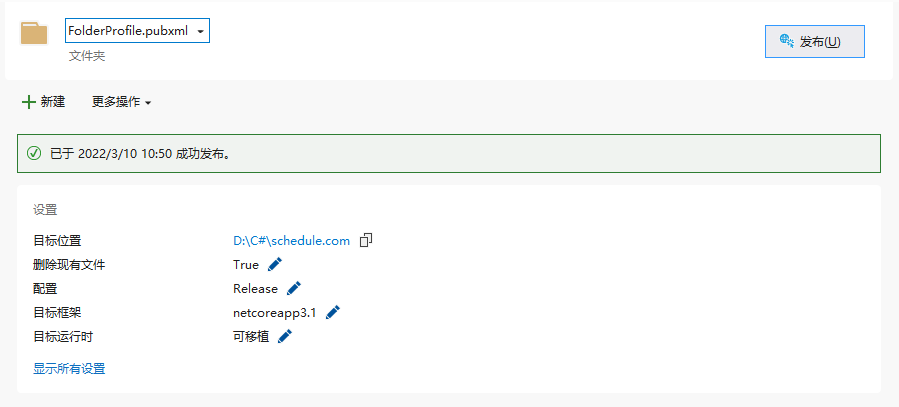 FolderProfile.pubxml
文件夹
发布(U)
新建 更多操作
已于 2022/3/10 10:50 成功发布。
设置
目标位置 D:\C#\schedule.com
删除现有文件 True
配置 Release
目标框架 netcoreapp3.1
目标运行时 可移植
显示所有设置